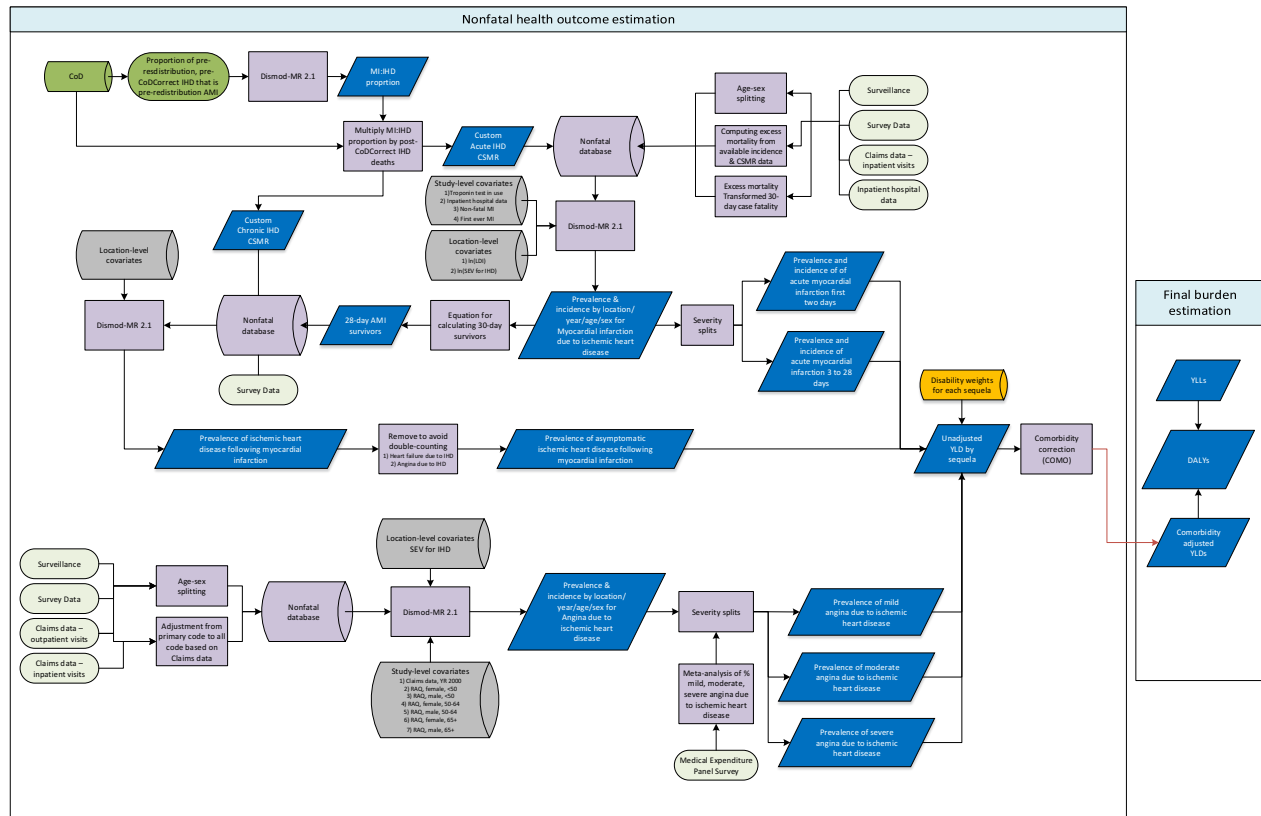 Nonfatal health outcome estimation
CoD
Proportion of pre-
resdistribution, pre-
CoDCorrect IHD that is
pre-redistribution AMI
Dismod-MR 2.1
MI:IHD
proprtion
Multiply MI:IHD
proportion by post-
CoDCorrect IHD
deaths
Custom
Acute IHD
CSMR
Nonfatal
database
Age-sex
splitting
Computing excess
mortality from
available incidence
& CSMR data
Excess mortality
Transformed 30-
day case fatality
Surveillance
Survey Data
Claims data –
inpatient visits
Inpatient hospital
data
Study-level covariates
1)Troponin test in use
2) Inpatient hospital data
3) Non-fatal MI
4) First ever MI
Location-level
covariates
1) ln(LDI)
2) ln(SEV for IHD)
Dismod-MR 2.1
Custom
Chronic IHD
CSMR
Location-level
covariates
Dismod-MR 2.1
Nonfatal
database
Survey Data
28-day AMI
survivors
Equation for
calculating 30-day
survivors
Prevalence &
incidence by location/
year/age/sex for
Myocardial infarction
due to ischemic heart
disease
Severity
splits
Prevalence and
incidence of of
acute myocardial
infarction first
two days
Prevalence and
incidence of
acute myocardial
infarction 3 to 28
days
Disability weights
for each sequela
Prevalence of ischemic heart
disease following myocardial
infarction
Remove to avoid
double-counting
1) Heart failure due to IHD
2) Angina due to IHD
Prevalence of asymptomatic
ischemic heart disease following
myocardial infarction
Unadjusted
YLD by
sequela
Comorbidity
correction
(COMO)
Final burden
estimation
YLLs
DALYs
Comorbidity
adjusted
YLDs
Surveillance
Survey Data
Claims data –
outpatient visits
Claims data –
inpatient visits
Age-sex
splitting
Adjustment from
primary code to all
code based on
Claims data
Nonfatal
database
Location-level covariates
SEV for IHD
Dismod-MR 2.1
Study-level covariates
1) Claims data, YR 2000
2) RAQ, female, <50
3) RAQ, male, <50
4) RAQ, female, 50-64
5) RAQ, male, 50-64
6) RAQ, female, 65+
7) RAQ, male, 65+
Prevalence &
incidence by location/
year/age/sex for
Angina due to
ischemic heart
disease
Severity splits
Meta-analysis of %
mild, moderate,
severe angina due
to ischemic heart
disease
Medical Expenditure
Panel Survey
Prevalence of mild
angina due to ischemic
heart disease
Prevalence of moderate
angina due to ischemic
heart disease
Prevalence of severe
angina due to ischemic
heart disease